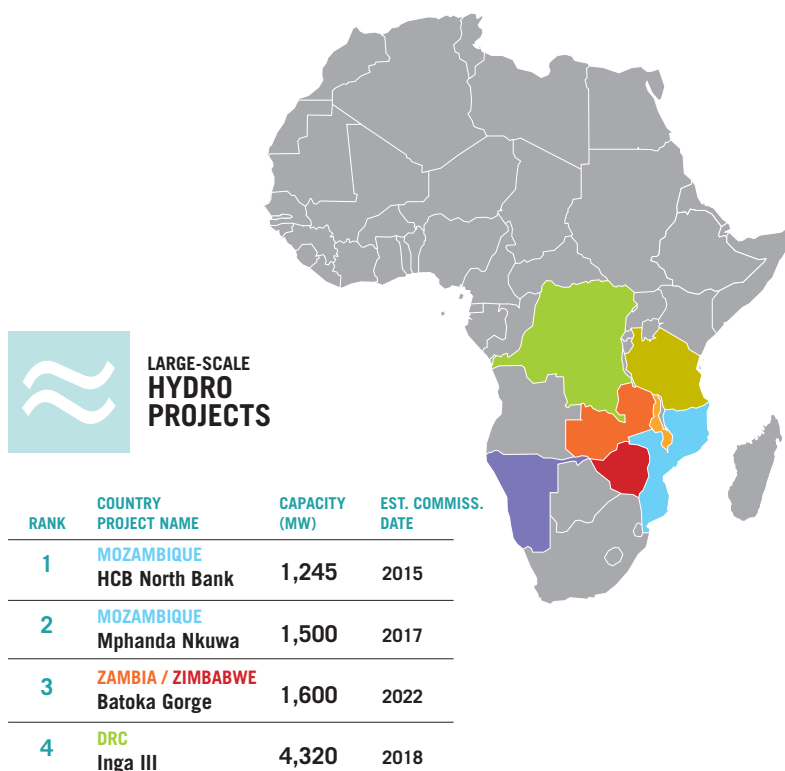 LARGE-SCALE
HYDRO
PROJECTS
RANK COUNTRY PROJECT NAME CAPACITY (MW) EST. COMMISS. DATE
1 MOZAMBIQUE
HCB North Bank 1,245 2015
2 MOZAMBIQUE
Mphanda Nkuwa 1,500 2017
3 ZAMBIA / ZIMBABWE
Batoka Gorge 1,600 2022
4 DRC
Inga III 4,320 2018